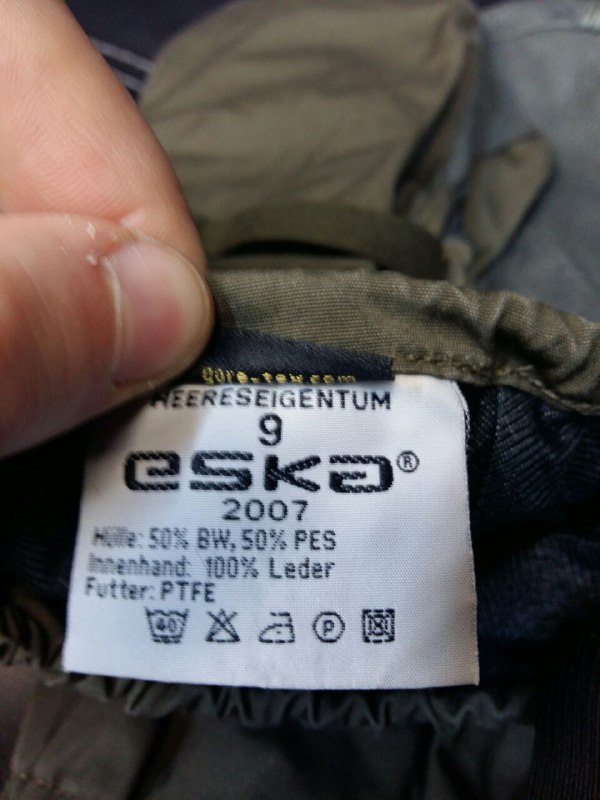 gore-tex.com
HEERESEIGENTUM
9
eska®
2007
Hülle: 50% BW, 50% PES
Innenhand: 100% Leder
Futter: PTFE
40 P